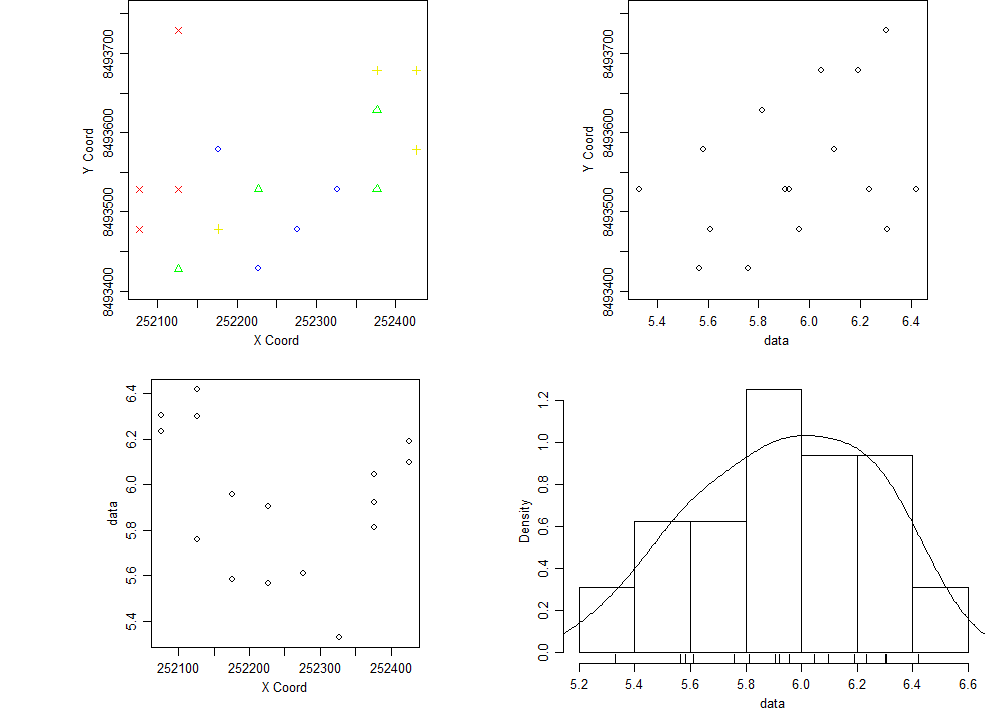 8493700
8493600
8493500
8493400
Y Coord
252100 252200 252300 252400
X Coord
8493700
8493600
8493500
8493400
Y Coord
5.4 5.6 5.8 6.0 6.2 6.4
data
6.4
6.2
6.0
5.8
5.6
5.4
data
252100 252200 252300 252400
X Coord
1.2
1.0
0.8
0.6
0.4
0.2
0.0
Density
5.2 5.4 5.6 5.8 6.0 6.2 6.4 6.6
data